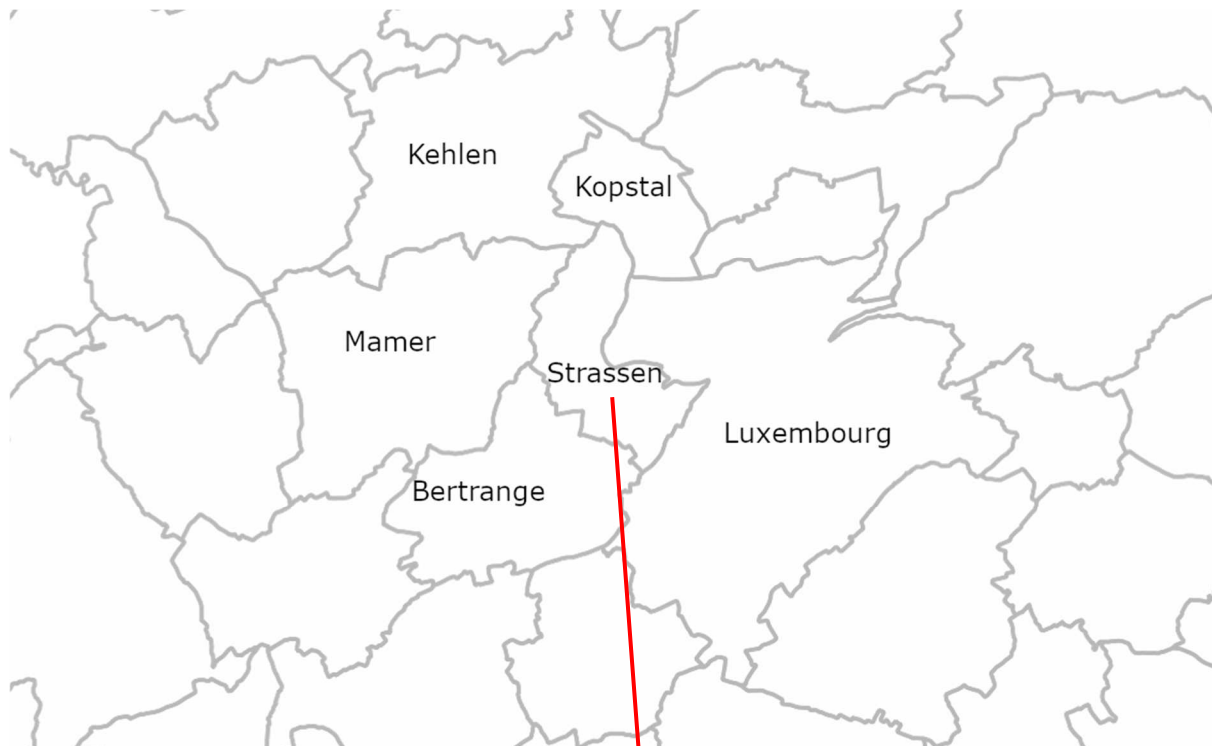 Kehlen
Kopstal
Mamer
Strassen
Luxembourg
Bertrange